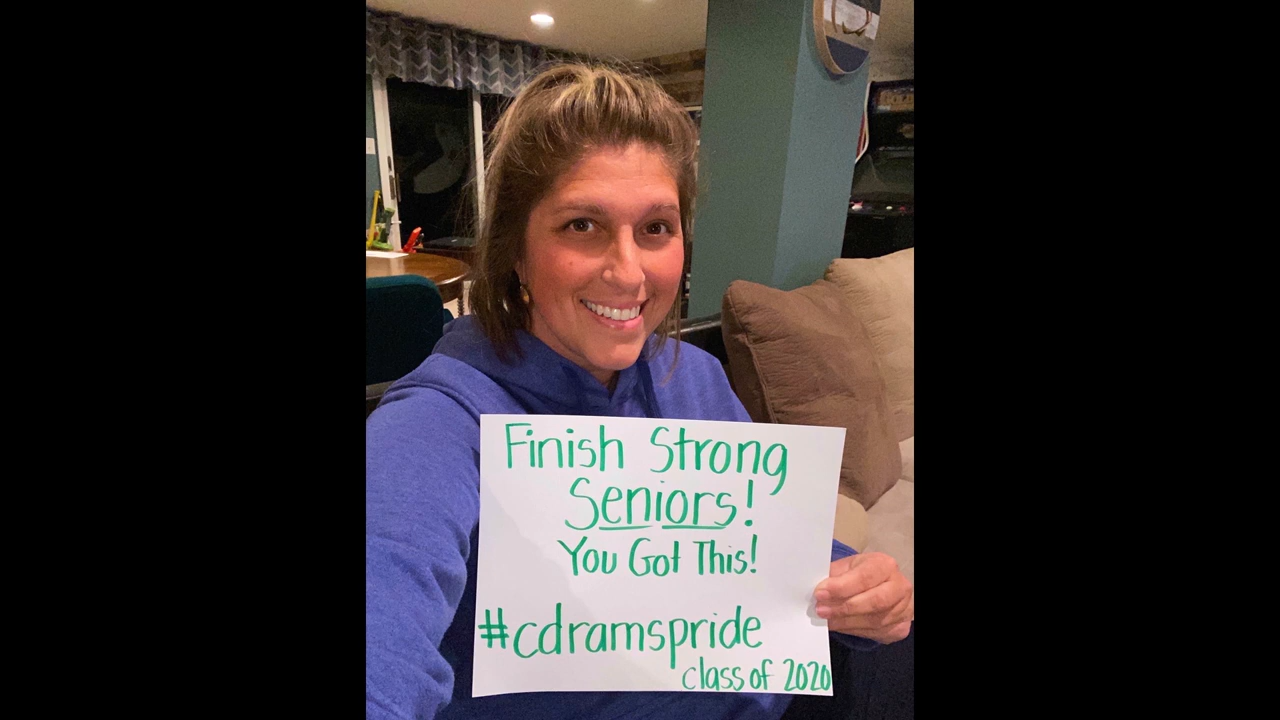 Finish Strong
Seniors!
You Got This!
#cdramspride
class of 2020